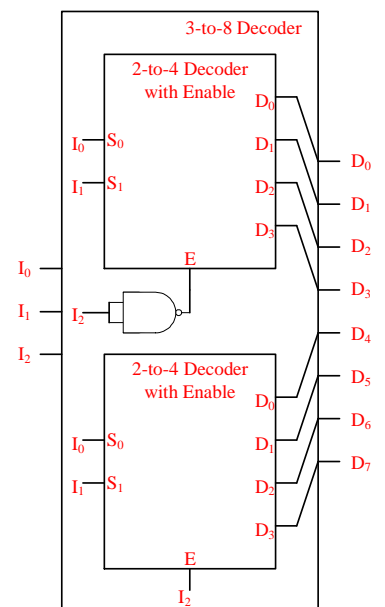 3-to-8 Decoder
2-to-4 Decoder
with Enable
D₀
I₀ S₀
D₁
D₀
I₁ S₁
D₂
D₁
D₃
D₂
E
I₀
D₃
I₁
I₂
I₂
D₄
2-to-4 Decoder
with Enable
D₅
D₀
D₆
I₀ S₀
D₁
D₇
I₁ S₁
D₂
D₃
E
I₂